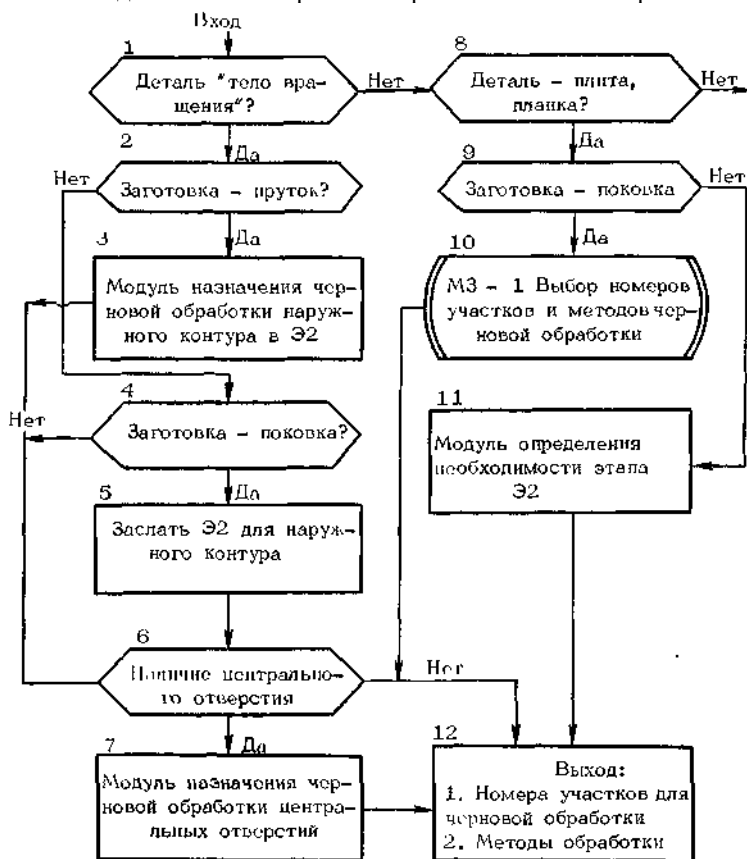 Вход
1
Деталь "тело вра-
щения"?
Нет
8
Деталь – плита,
планка?
Нет
Да
2
Нет
Заготовка – пруток?
Да
9
Заготовка – поковка
Нет
Да
3
Модуль назначения чер-
новой обработки наруж-
ного контура в Э2
Да
10
МЗ – 1 Выбор номеров
участков и методов чер-
новой обработки
4
Нет
Заготовка – поковка?
11
Модуль определения
необходимости этапа
Э2
Да
5
Заслать Э2 для наруж-
ного контура
6
Наличие центрально-
го отверстия
Нет
Да
7
Модуль назначения чер-
новой обработки центра-
льных отверстий
12
Выход:
1. Номера участков для
черновой обработки
2. Методы обработки